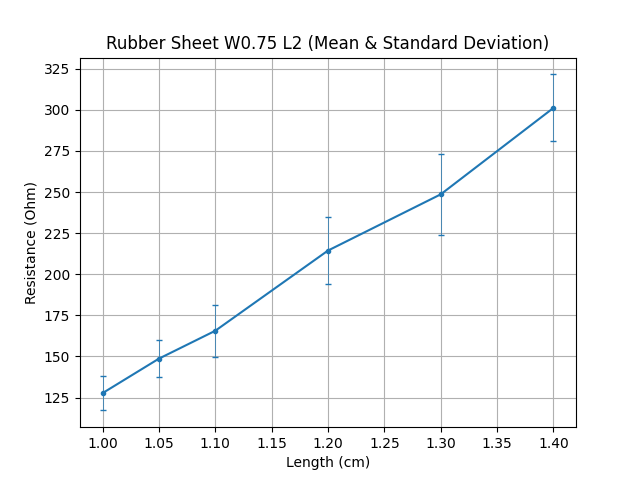 Rubber Sheet W0.75 L2 (Mean & Standard Deviation)
325
300
275
250
225
200
175
150
125
Resistance (Ohm)
1.00 1.05 1.10 1.15 1.20 1.25 1.30 1.35 1.40
Length (cm)